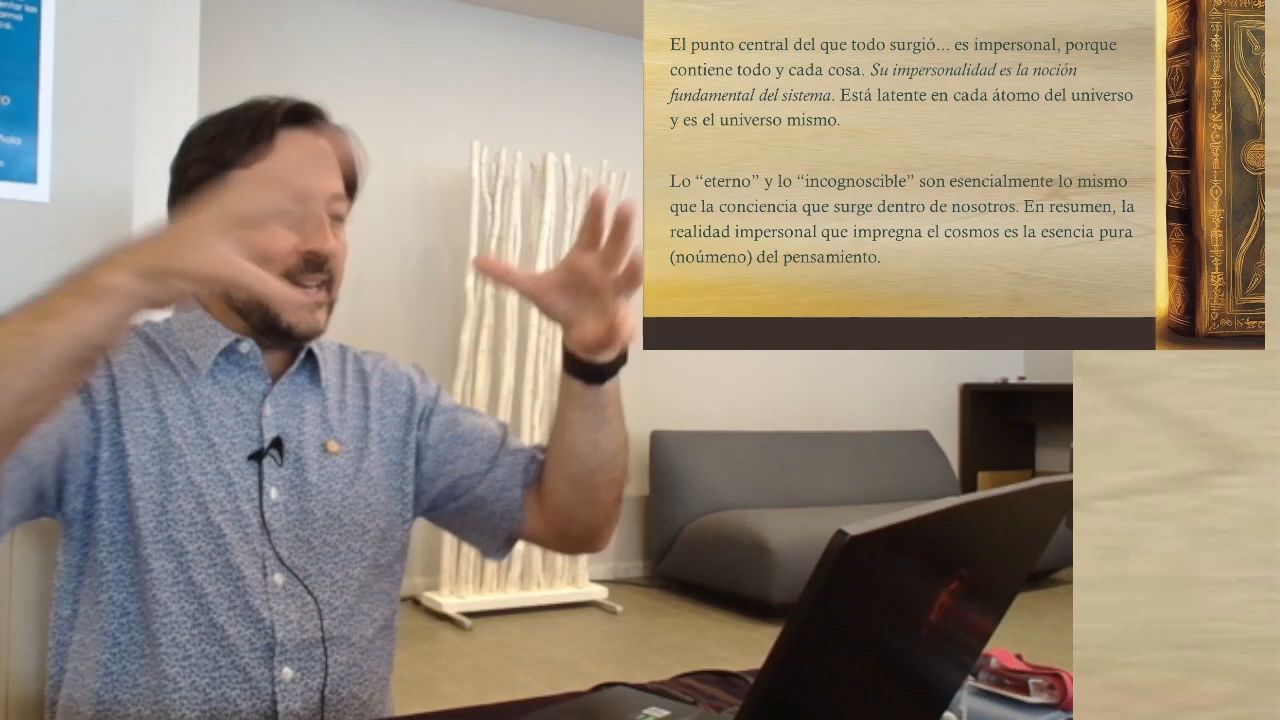 entar las
El punto central del que todo surgió... es impersonal, porque
contiene todo y cada cosa. Su impersonalidad es la noción
fundamental del sistema. Está latente en cada átomo del universo
y es el universo mismo.
Lo “eterno” y lo “incognoscible” son esencialmente lo mismo
que la conciencia que surge dentro de nosotros. En resumen, la
realidad impersonal que impregna el cosmos es la esencia pura
(noúmeno) del pensamiento.